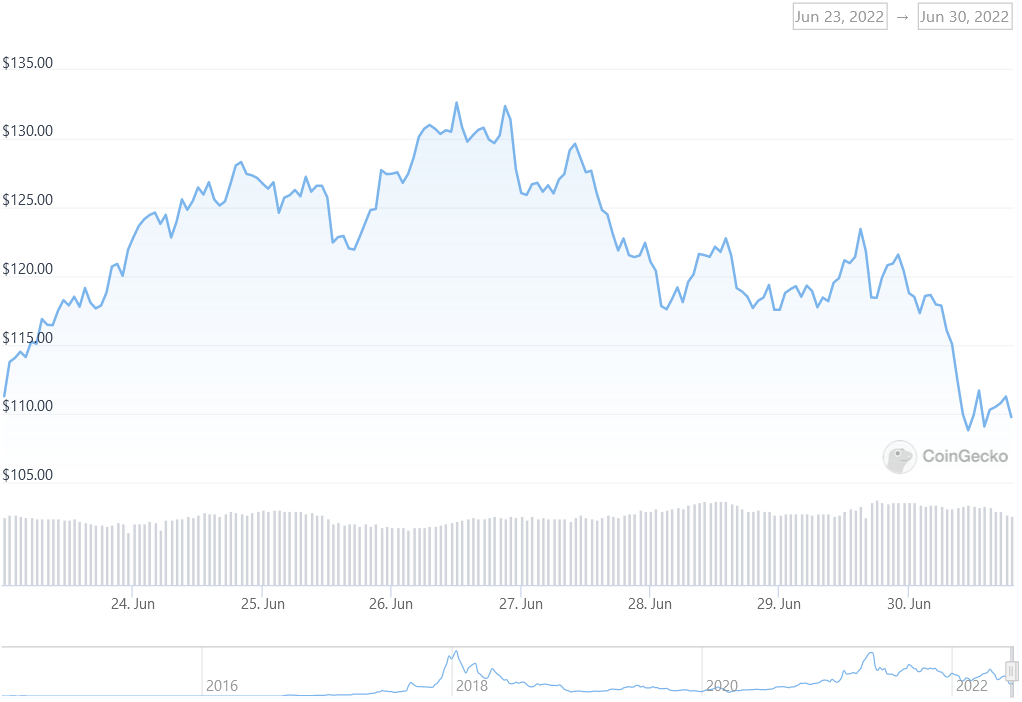 Jun 23, 2022 → Jun 30, 2022
$135.00
$130.00
$125.00
$120.00
$115.00
$110.00
CoinGecko
$105.00
24. Jun 25. Jun 26. Jun 27. Jun 28. Jun 29. Jun 30. Jun
2016 2018 2020 2022